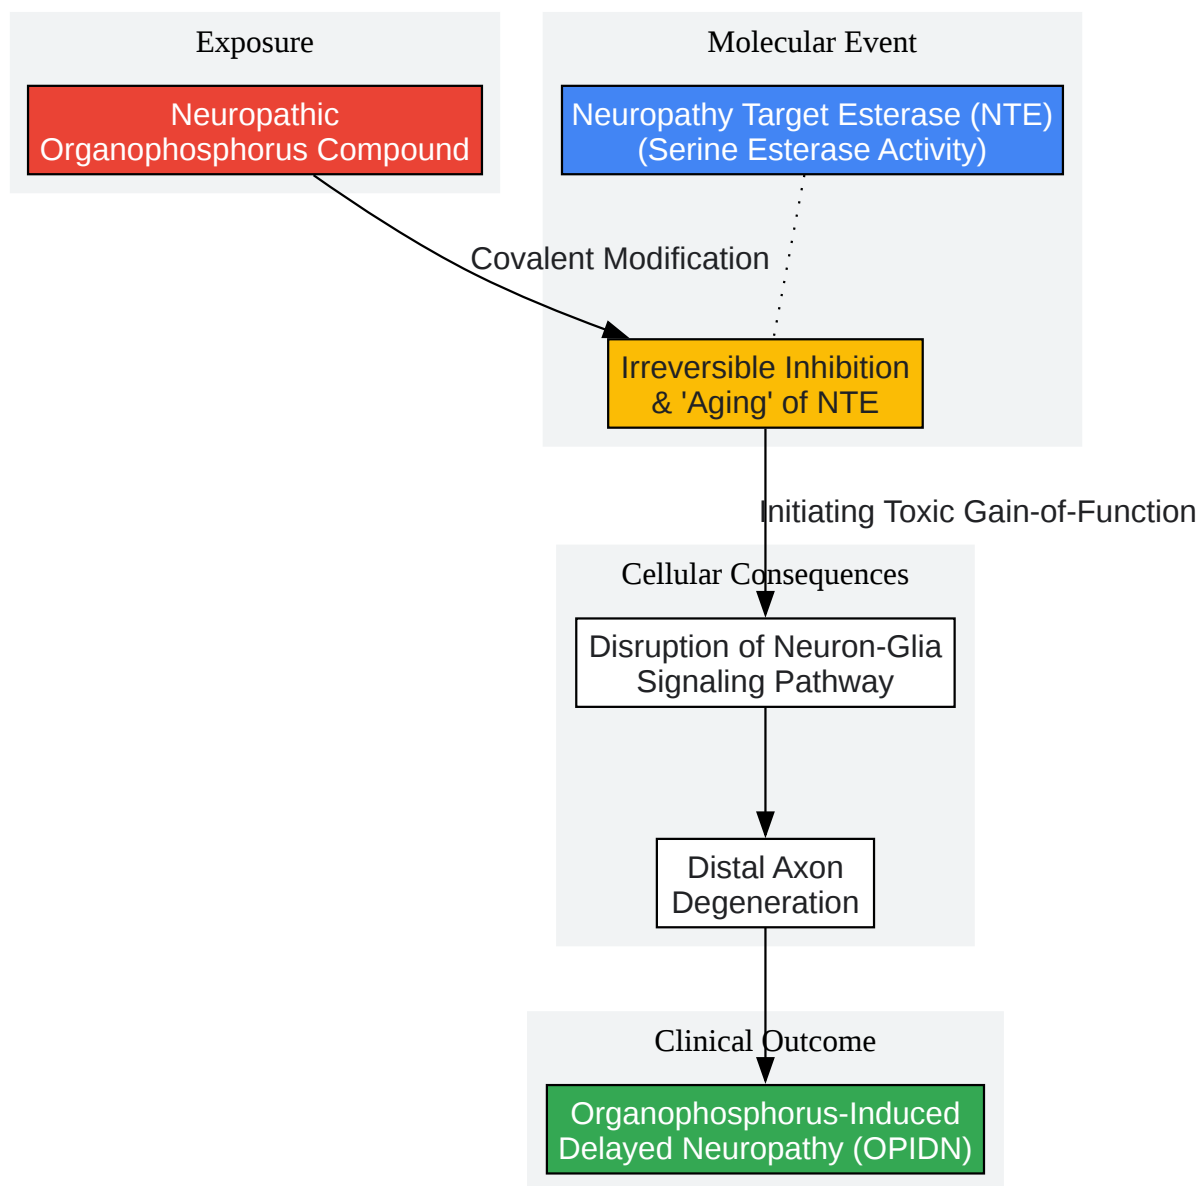 Exposure
Neuropathic
Organophosphorus Compound
Molecular Event
Neuropathy Target Esterase (NTE)
(Serine Esterase Activity)
Covalent Modification
Irreversible Inhibition
& 'Aging' of NTE
Initiating Toxic Gain-of-Function
Cellular Consequences
Disruption of Neuron-Glia
Signaling Pathway
Distal Axon
Degeneration
Clinical Outcome
Organophosphorus-Induced
Delayed Neuropathy (OPIDN)